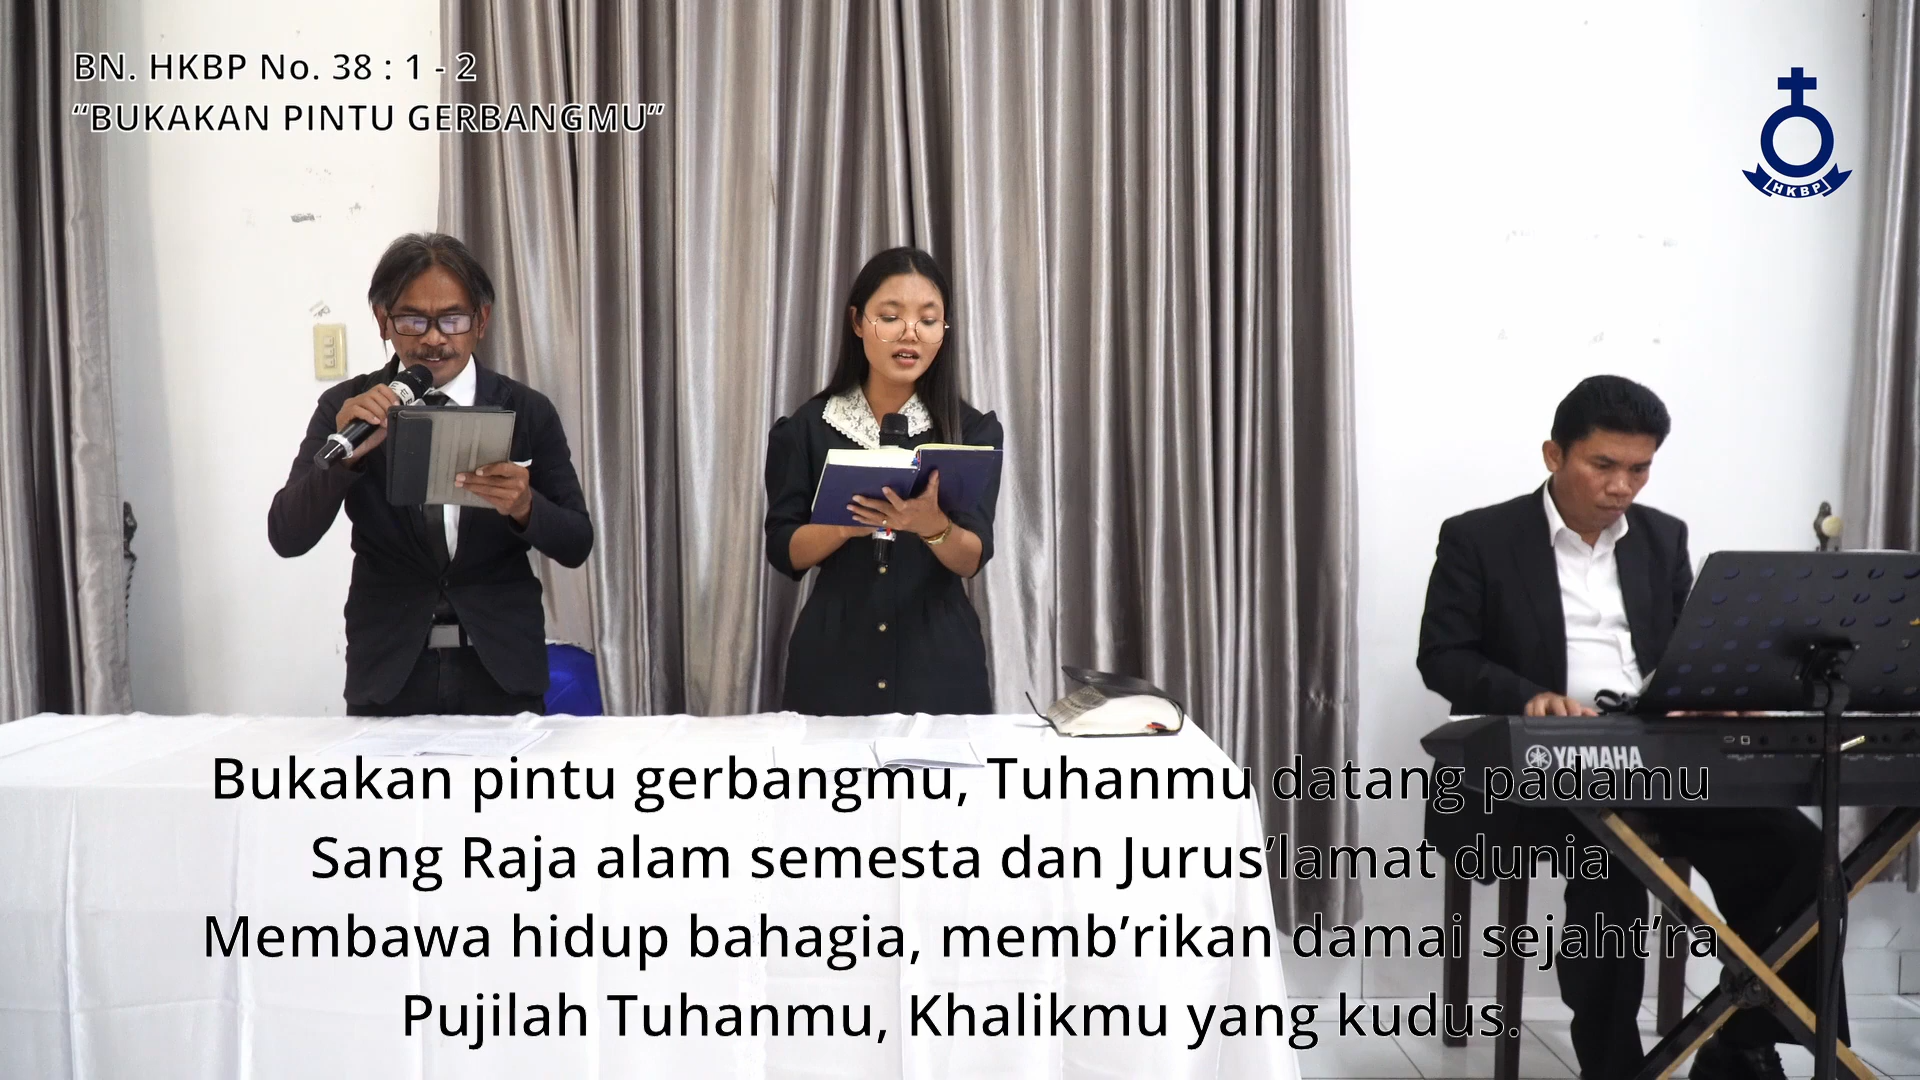 BN. HKBP No. 38 : 1 - 2
“BUKAKAN PINTU GERBANGMU”
HKBP
YAMAHA
Bukakan pintu gerbangmu, Tuhanmu datang padamu
Sang Raja alam semesta dan Jurus’lamat dunia
Membawa hidup bahagia, memb’rikan damai sejaht’ra
Pujilah Tuhanmu, Khalikmu yang kudus.